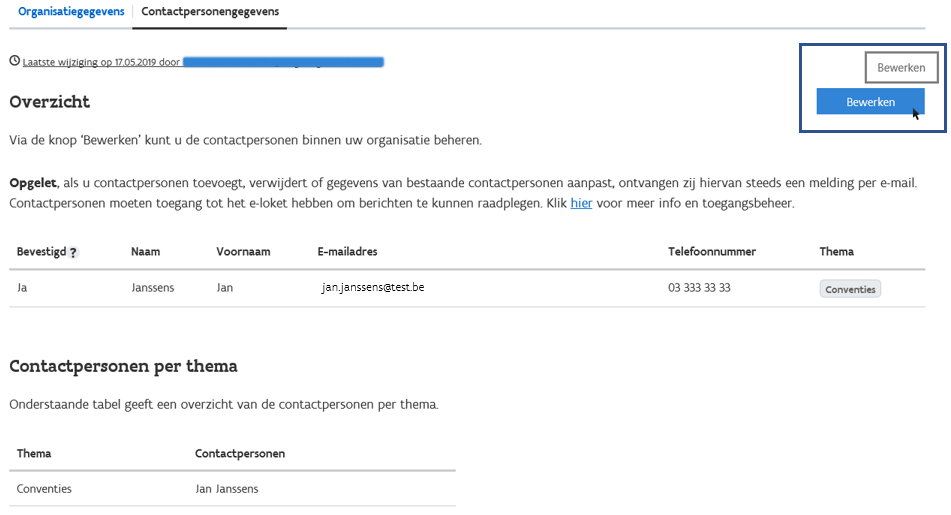 Organisatiegegevens Contactpersonengegevens
Laatste wijziging op 17.05.2019 door
Bewerken
Overzicht
Bewerken
Via de knop ‘Bewerken’ kunt u de contactpersonen binnen uw organisatie beheren.
Opgelet, als u contactpersonen toevoegt, verwijdert of gegevens van bestaande contactpersonen aanpast, ontvangen zij hiervan steeds een melding per e-mail.
Contactpersonen moeten toegang tot het e-loket hebben om berichten te kunnen raadplegen. Klik hier voor meer info en toegangsbeheer.
Bevestigd ? Naam Voornaam E-mailadres Telefoonnummer Thema
Ja Janssens Jan jan.janssens@test.be 03 333 33 33 Conventies
Contactpersonen per thema
Onderstaande tabel geeft een overzicht van de contactpersonen per thema.
Thema Contactpersonen
Conventies Jan Janssens